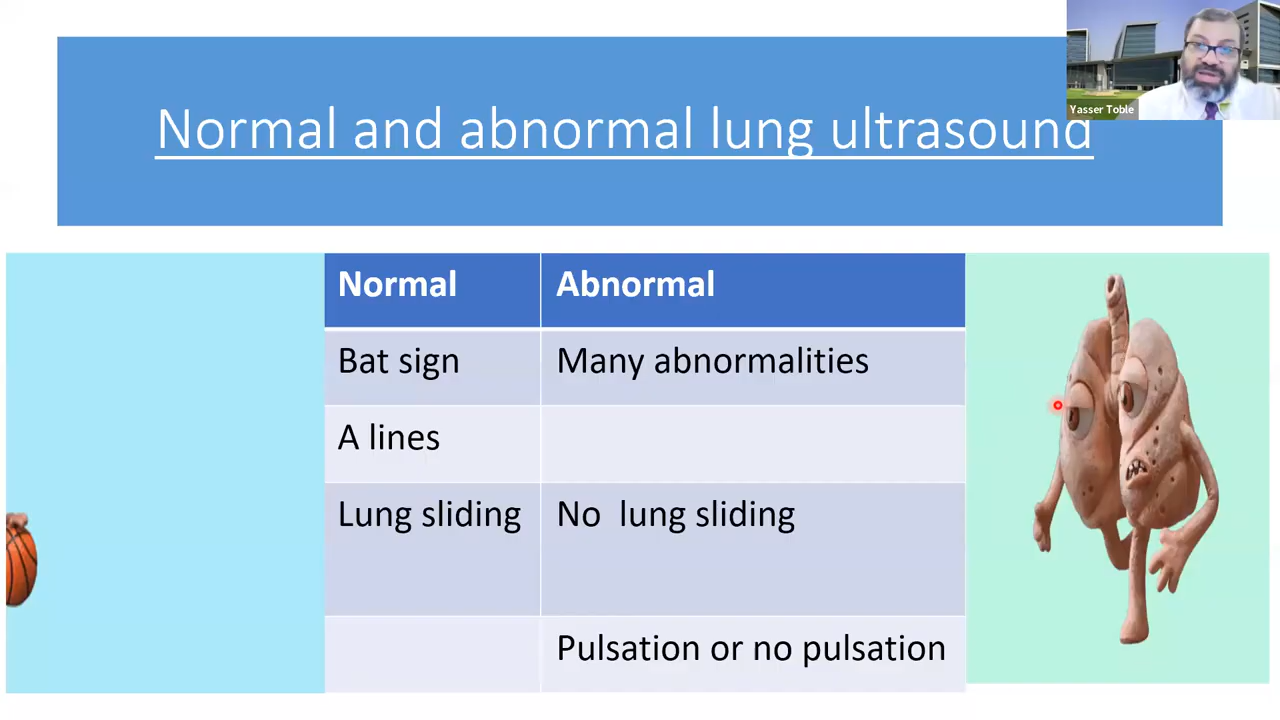 Yasser Toble
Normal and abnormal lung ultrasound
Normal Abnormal
Bat sign Many abnormalities
A lines
Lung sliding No lung sliding
Pulsation or no pulsation